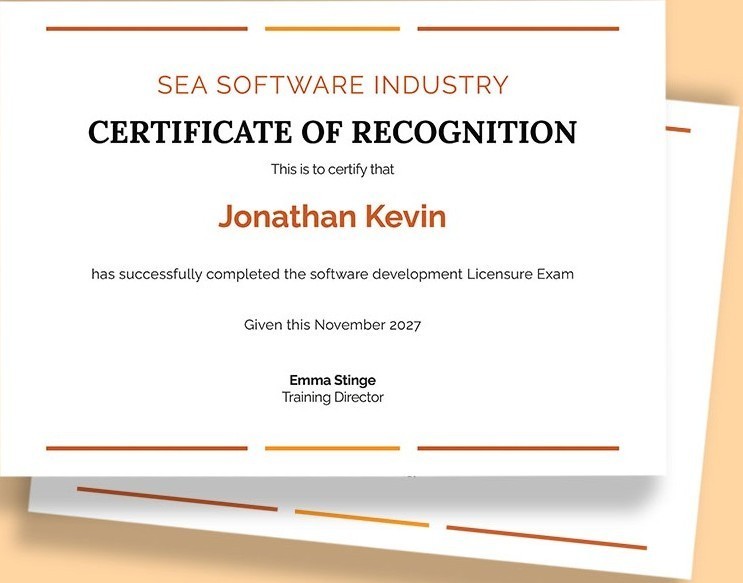 SEA SOFTWARE INDUSTRY
CERTIFICATE OF RECOGNITION
This is to certify that
Jonathan Kevin
has successfully completed the software development Licensure Exam
Given this November 2027
Emma Stinge
Training Director